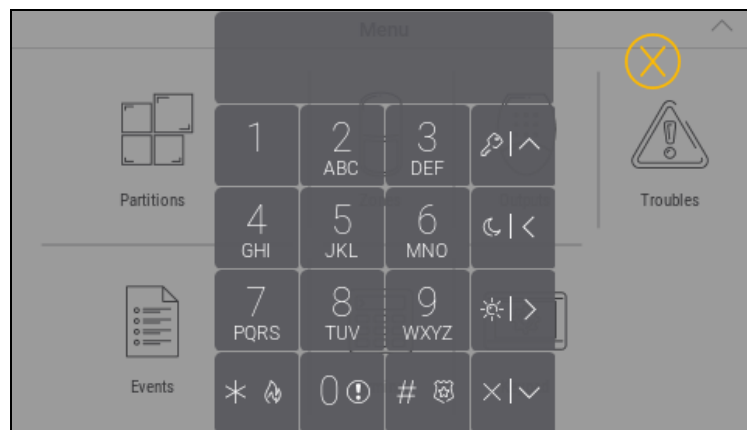 Menu
1
2
ABC
3
DEF
Partitions
Troubles
4
GHI
5
JKL
6
MNO
7
PQRS
8
TUV
9
WXYZ
Events
*
0
#